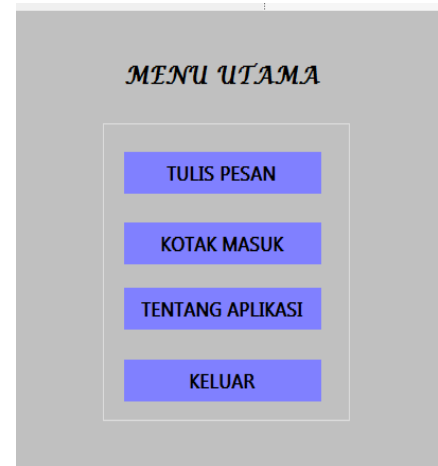 MENU UTAMA
TULIS PESAN
KOTAK MASUK
TENTANG APLIKASI
KELUAR